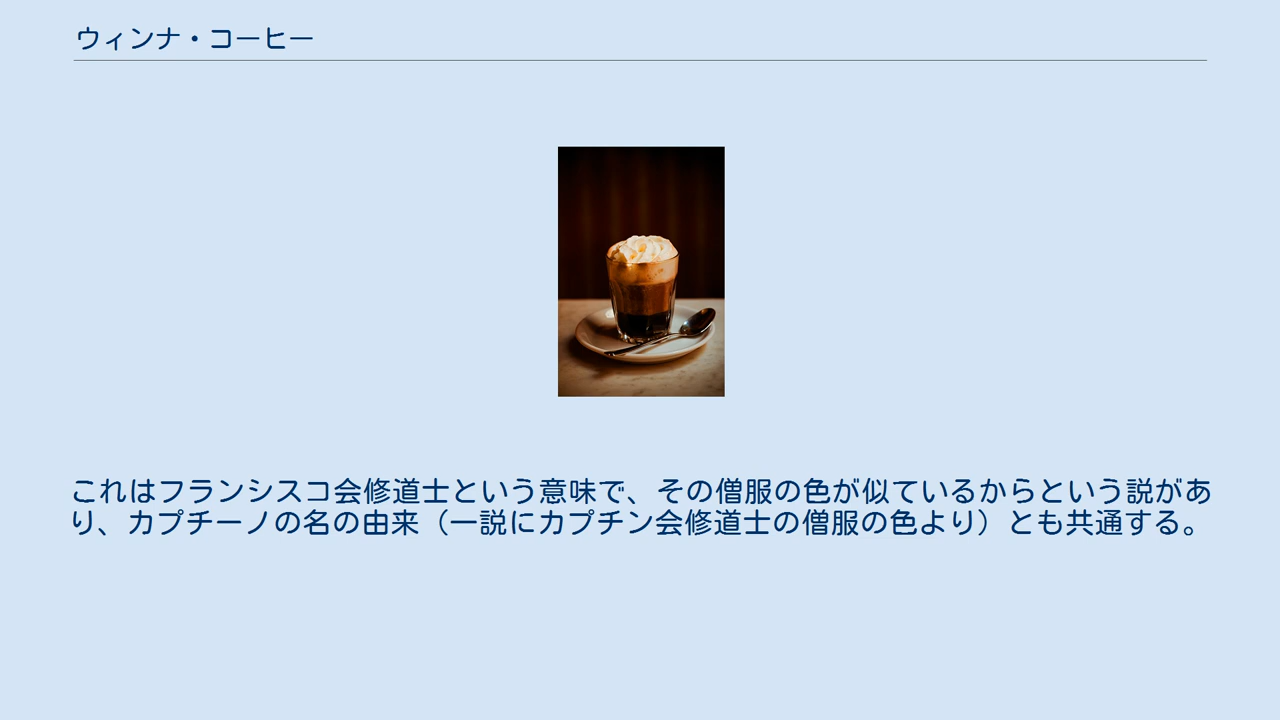 ウィンナ・コーヒー
これはフランシスコ会修道士という意味で、その僧服の色が似ているからという説があ
り、カプチーノの名の由来（一説にカプチン会修道士の僧服の色より）とも共通する。